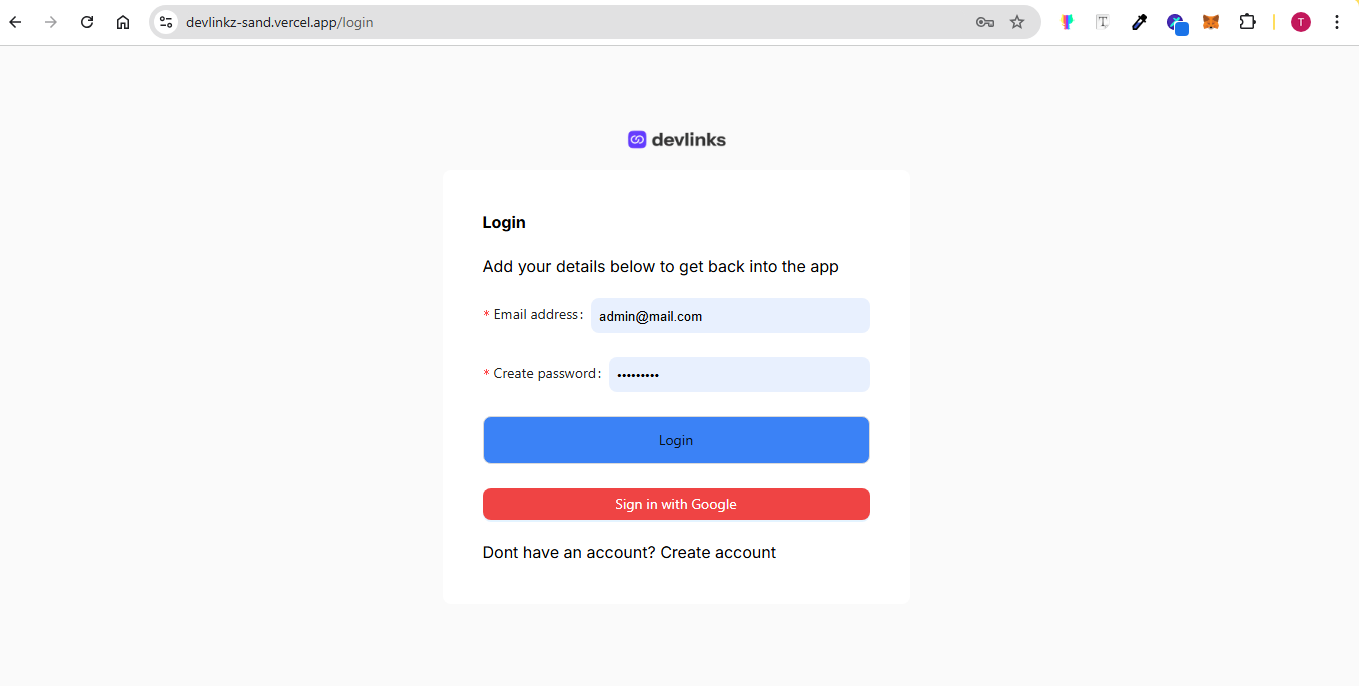 devlinkz-sand.vercel.app/login
T
T
devlinks
Login
Add your details below to get back into the app
* Email address: admin@mail.com
* Create password: •••••••••
Login
Sign in with Google
Dont have an account? Create account